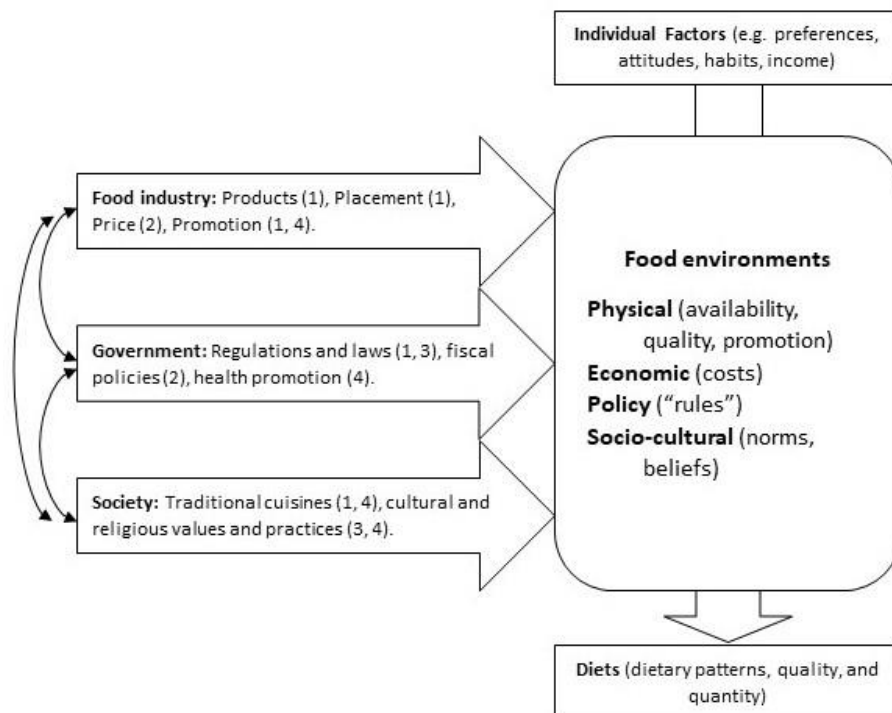 Individual Factors (e.g. preferences,
attitudes, habits, income)
Food industry: Products (1), Placement (1),
Price (2), Promotion (1, 4).
Government: Regulations and laws (1, 3), fiscal
policies (2), health promotion (4).
Society: Traditional cuisines (1, 4), cultural and
religious values and practices (3, 4).
Food environments
Physical (availability,
quality, promotion)
Economic (costs)
Policy (“rules”)
Socio-cultural (norms,
beliefs)
Diets (dietary patterns, quality, and
quantity)